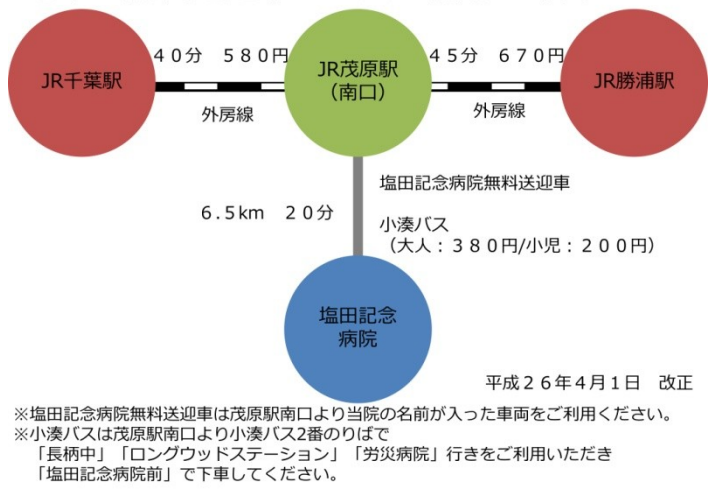 ４０分　５８０円
４５分　６７０円
JR千葉駅
JR茂原駅
（南口）
JR勝浦駅
外房線
外房線
塩田記念病院無料送迎車
６.５km　２０分
小湊バス
（大人：３８０円/小児：２００円）
塩田記念
病院
平成２６年４月１日　改正
※塩田記念病院無料送迎車は茂原駅南口より当院の名前が入った車両をご利用ください。
※小湊バスは茂原駅南口より小湊バス2番のりばで
「長柄中」「ロングウッドステーション」「労災病院」行きをご利用いただき
「塩田記念病院前」で下車してください。